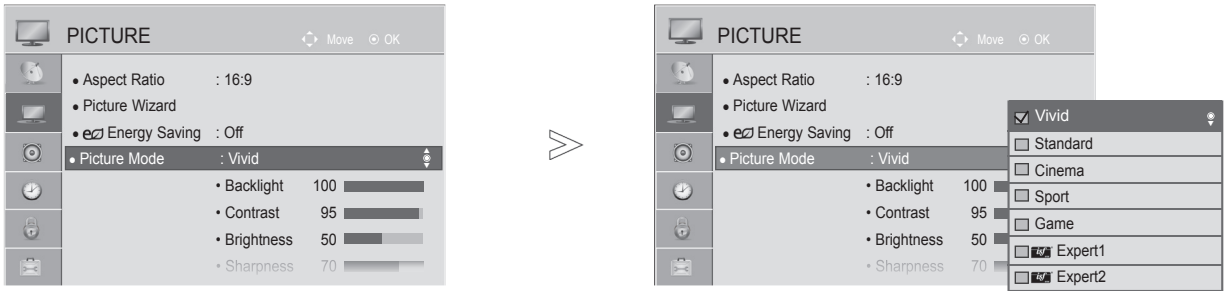 PICTURE
Move
OK
• Aspect Ratio : 16:9
• Picture Wizard
• Energy Saving : Off
• Picture Mode : Vivid
• Backlight 100
• Contrast 95
• Brightness 50
• Sharpness 70
PICTURE
Move
OK
• Aspect Ratio : 16:9
• Picture Wizard
• Energy Saving : Off
• Picture Mode : Vivid
• Backlight 100
• Contrast 95
• Brightness 50
• Sharpness 70
Vivid
Standard
Cinema
Sport
Game
Expert1
Expert2